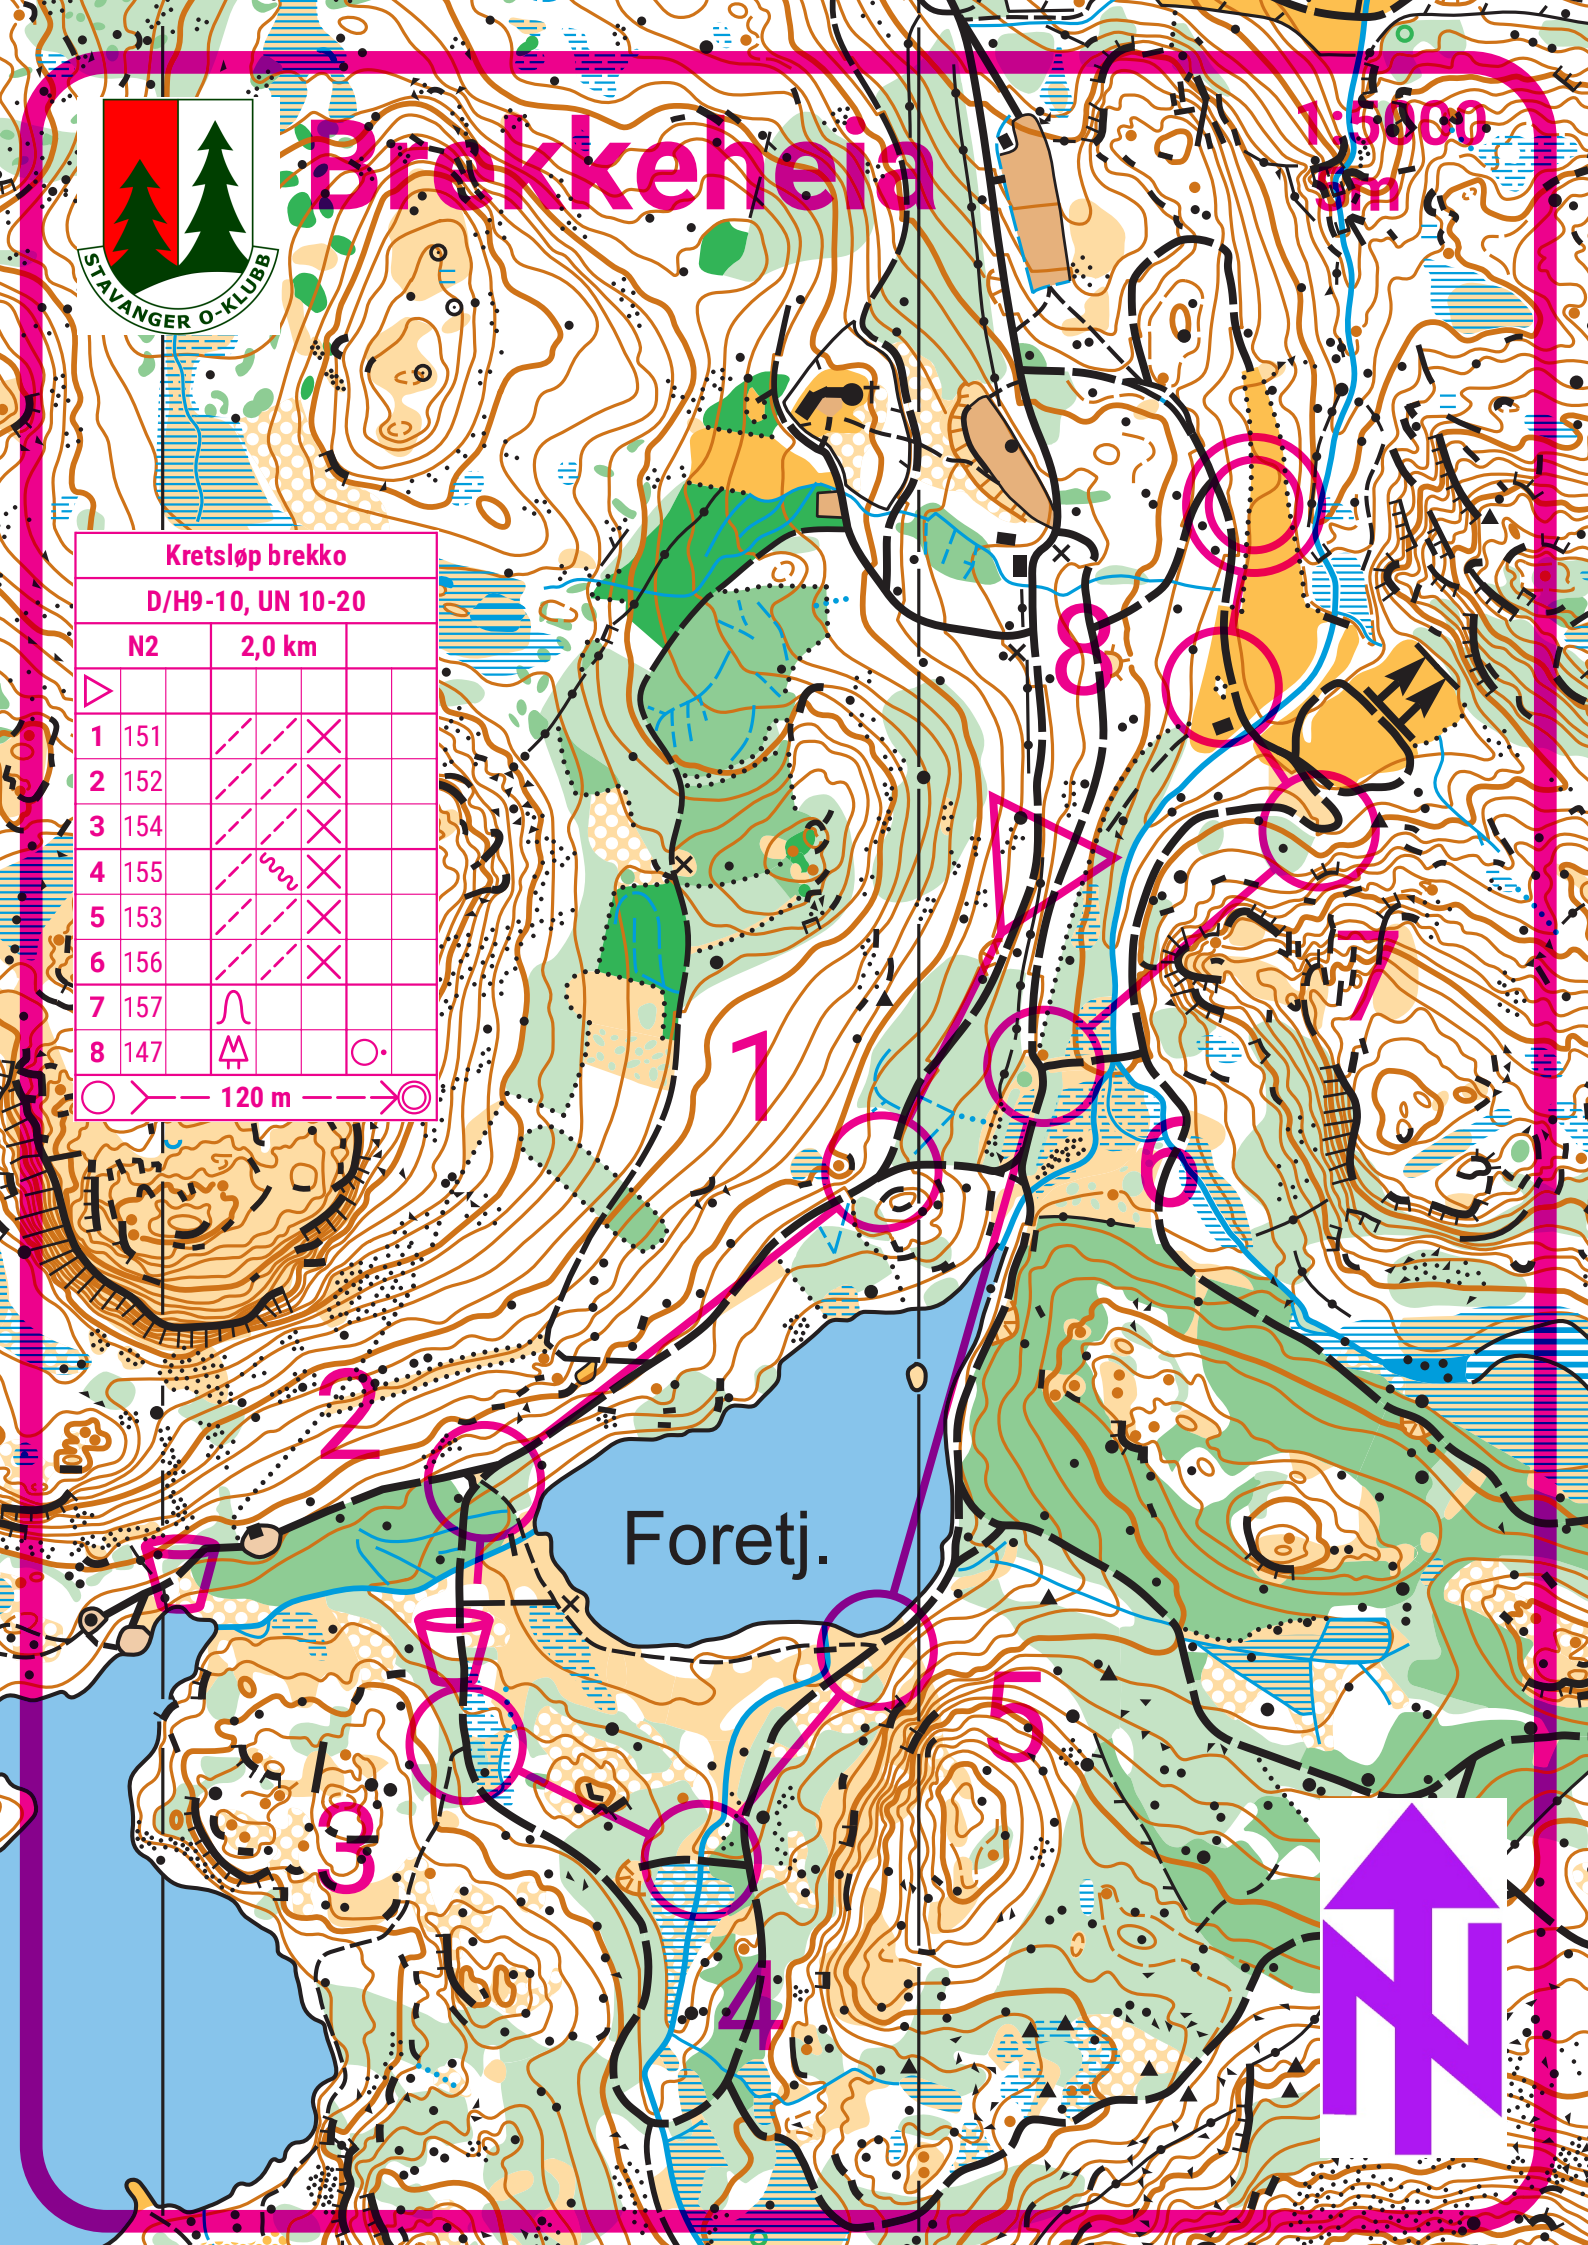 Brekkeheia
1:5000
5m
STAVANGER O-KLUBB
Kretsløp brekko
D/H9-10, UN 10-20
N2 2,0 km
1 151
2 152
3 154
4 155
5 153
6 156
7 157
8 147
120 m
8
7
1
6
2
Foretj.
5
3
4
N